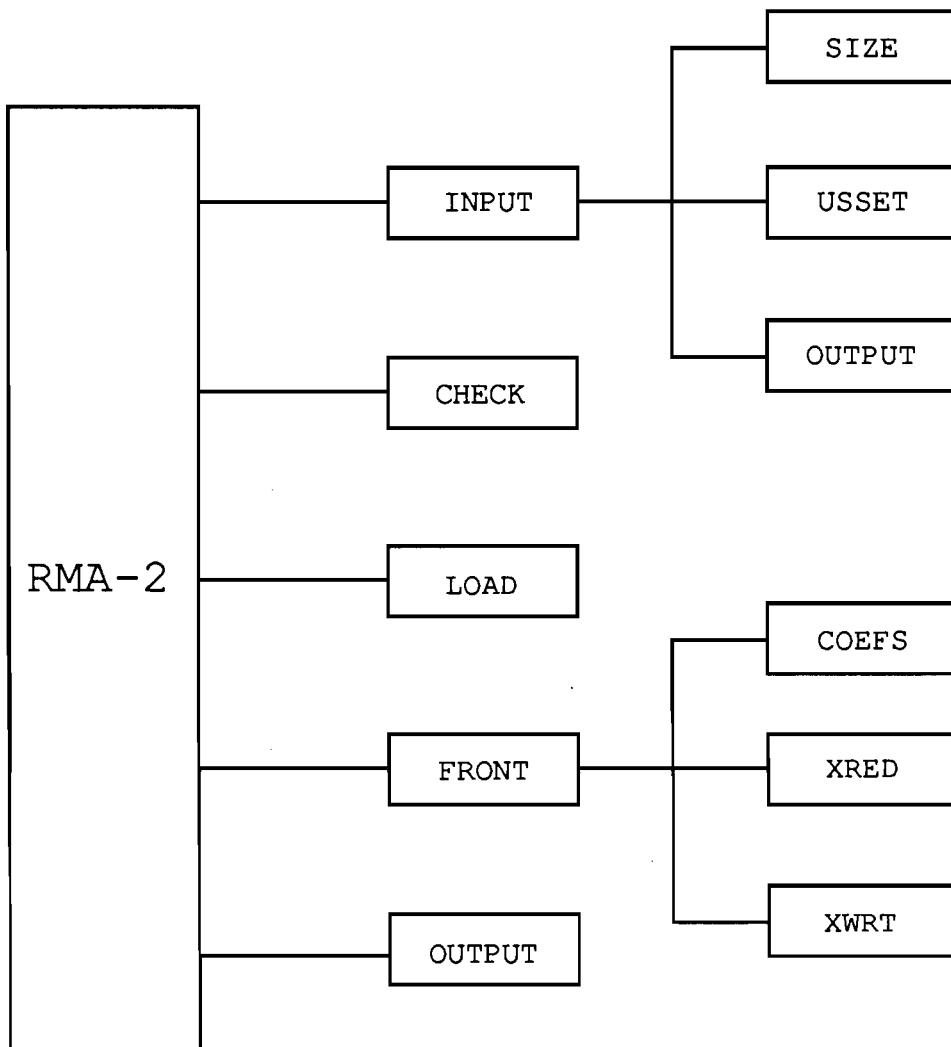 SIZE
INPUT
USSET
OUTPUT
CHECK
RMA-2
LOAD
COEFS
FRONT
XRED
XWRT
OUTPUT